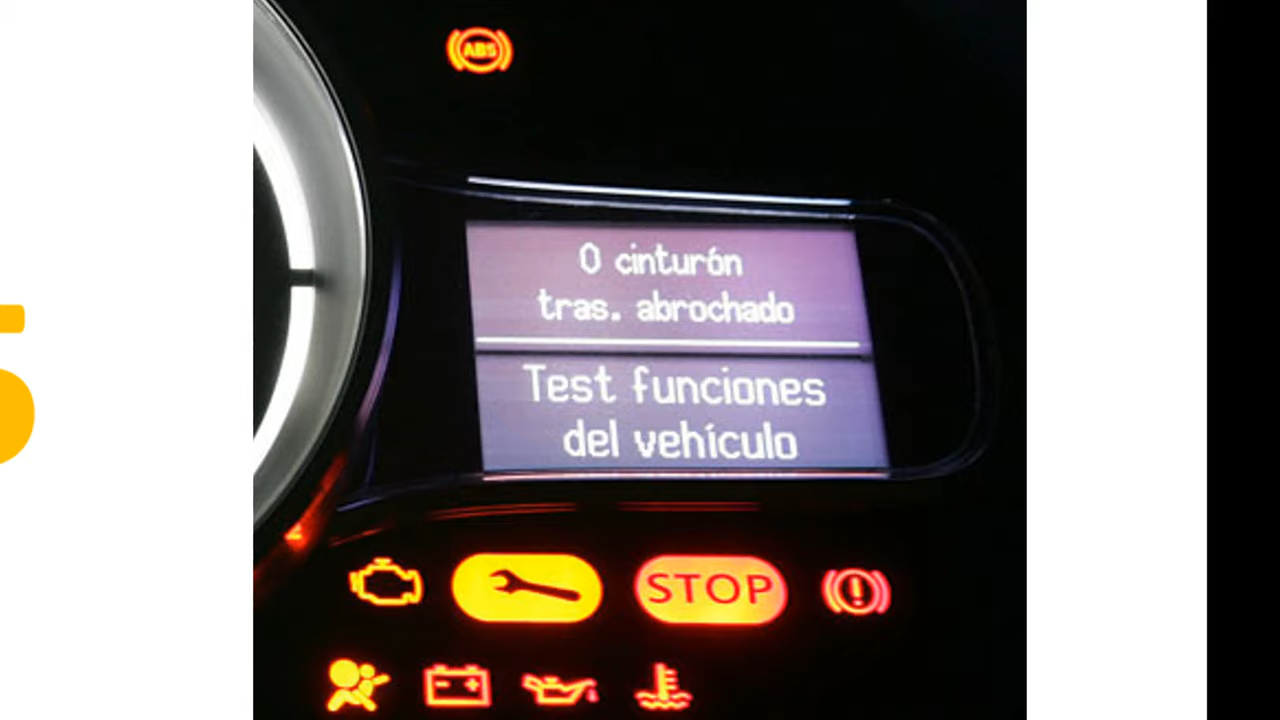 ABS
0 cinturón
tras. abrochado
Test funciones
del vehículo
STOP